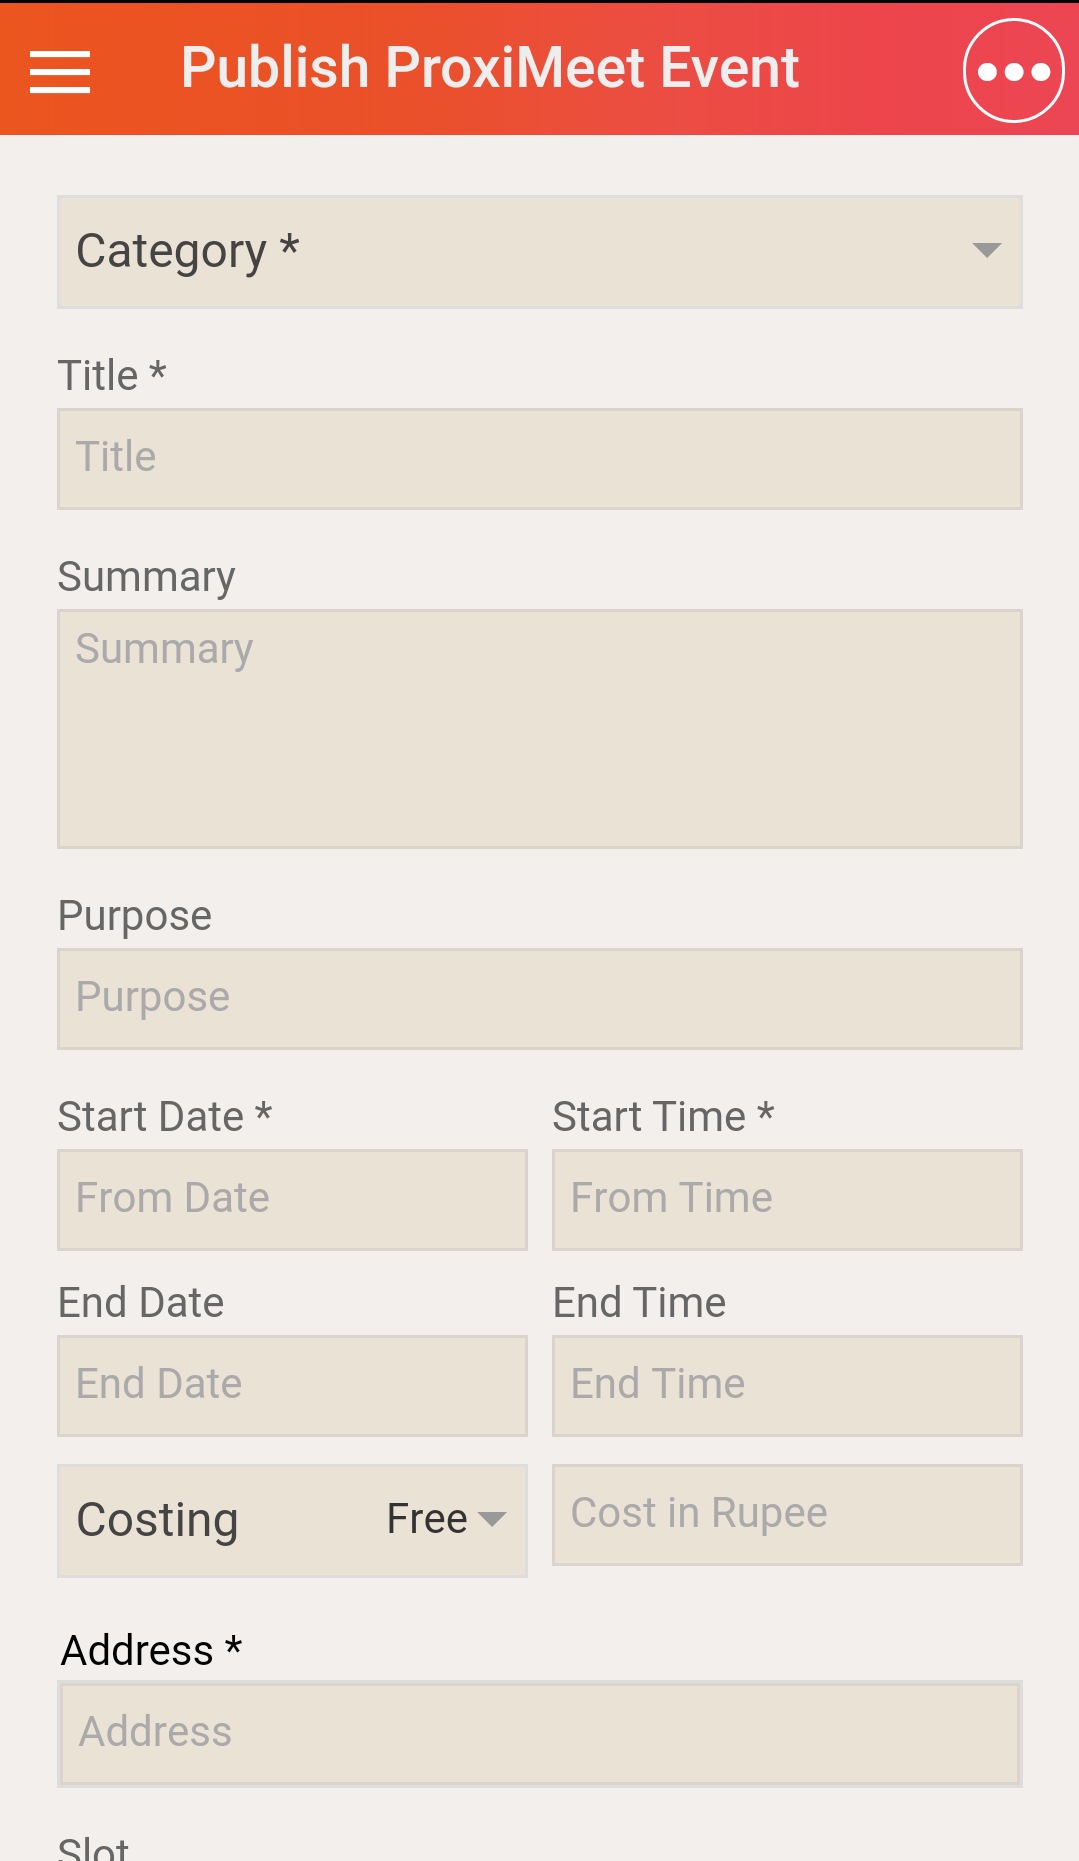 Publish ProxiMeet Event
Category *
Title *
Title
Summary
Summary
Purpose
Purpose
Start Date * Start Time *
From Date From Time
End Date End Time
End Date End Time
Costing Free Cost in Rupee
Address *
Address
Slot